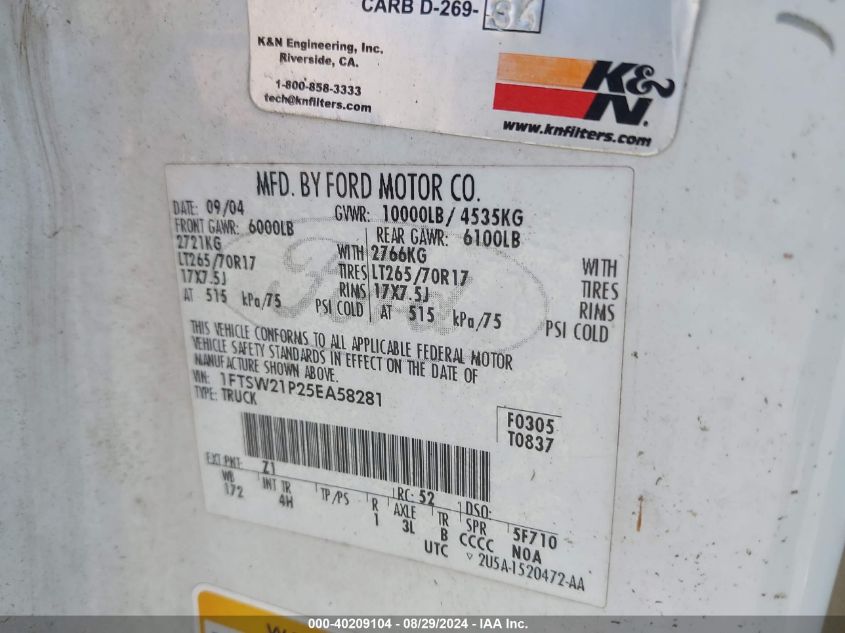 CARB D-269-
K&N Engineering, Inc.
Riverside, CA.
1-800-858-3333
tech@knfilters.com
K&N.
www.knfilters.com
MFD. BY FORD MOTOR CO.
DATE: 09/04 GVWR: 10000LB/ 4535KG
FRONT GAWR: 6000LB REAR GAWR: 6100LB
2721KG WITH 2766KG WITH
LT265/70R17 TIRES LT265/70R17 TIRES
17X7.5J RIMS 17X7.5J RIMS
AT 515 kPa/75 PSI COLD AT 515 kPa/75 PSI COLD
THIS VEHICLE CONFORMS TO ALL APPLICABLE FEDERAL MOTOR
VEHICLE SAFETY STANDARDS IN EFFECT ON THE DATE OF
MANUFACTURE SHOWN ABOVE.
VIN: 1FTSW21P25EA58281
TYPE: TRUCK
F0305
T0837
EXT PNT: Z1 RC: 52 DSO:
WB INT TR TP/PS R AXLE TR SPR 5F710
172 4H 1 3L B CCCC N0A
UTC ▽ 2U5A-1520472-AA
Ford
000-40209104 - 08/29/2024 - IAA Inc.